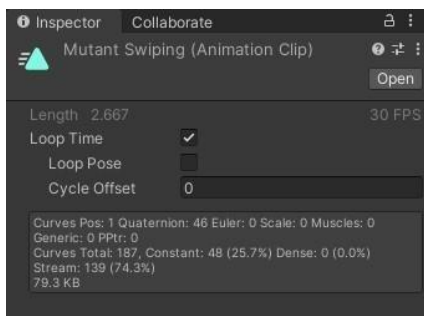 Inspector Collaborate
Mutant Swiping (Animation Clip)
Open
Length 2.667 30 FPS
Loop Time
Loop Pose
Cycle Offset 0
Curves Pos: 1 Quaternion: 46 Euler: 0 Scale: 0 Muscles: 0
Generic: 0 PPtr: 0
Curves Total: 187, Constant: 48 (25.7%) Dense: 0 (0.0%)
Stream: 139 (74.3%)
79.3 KB